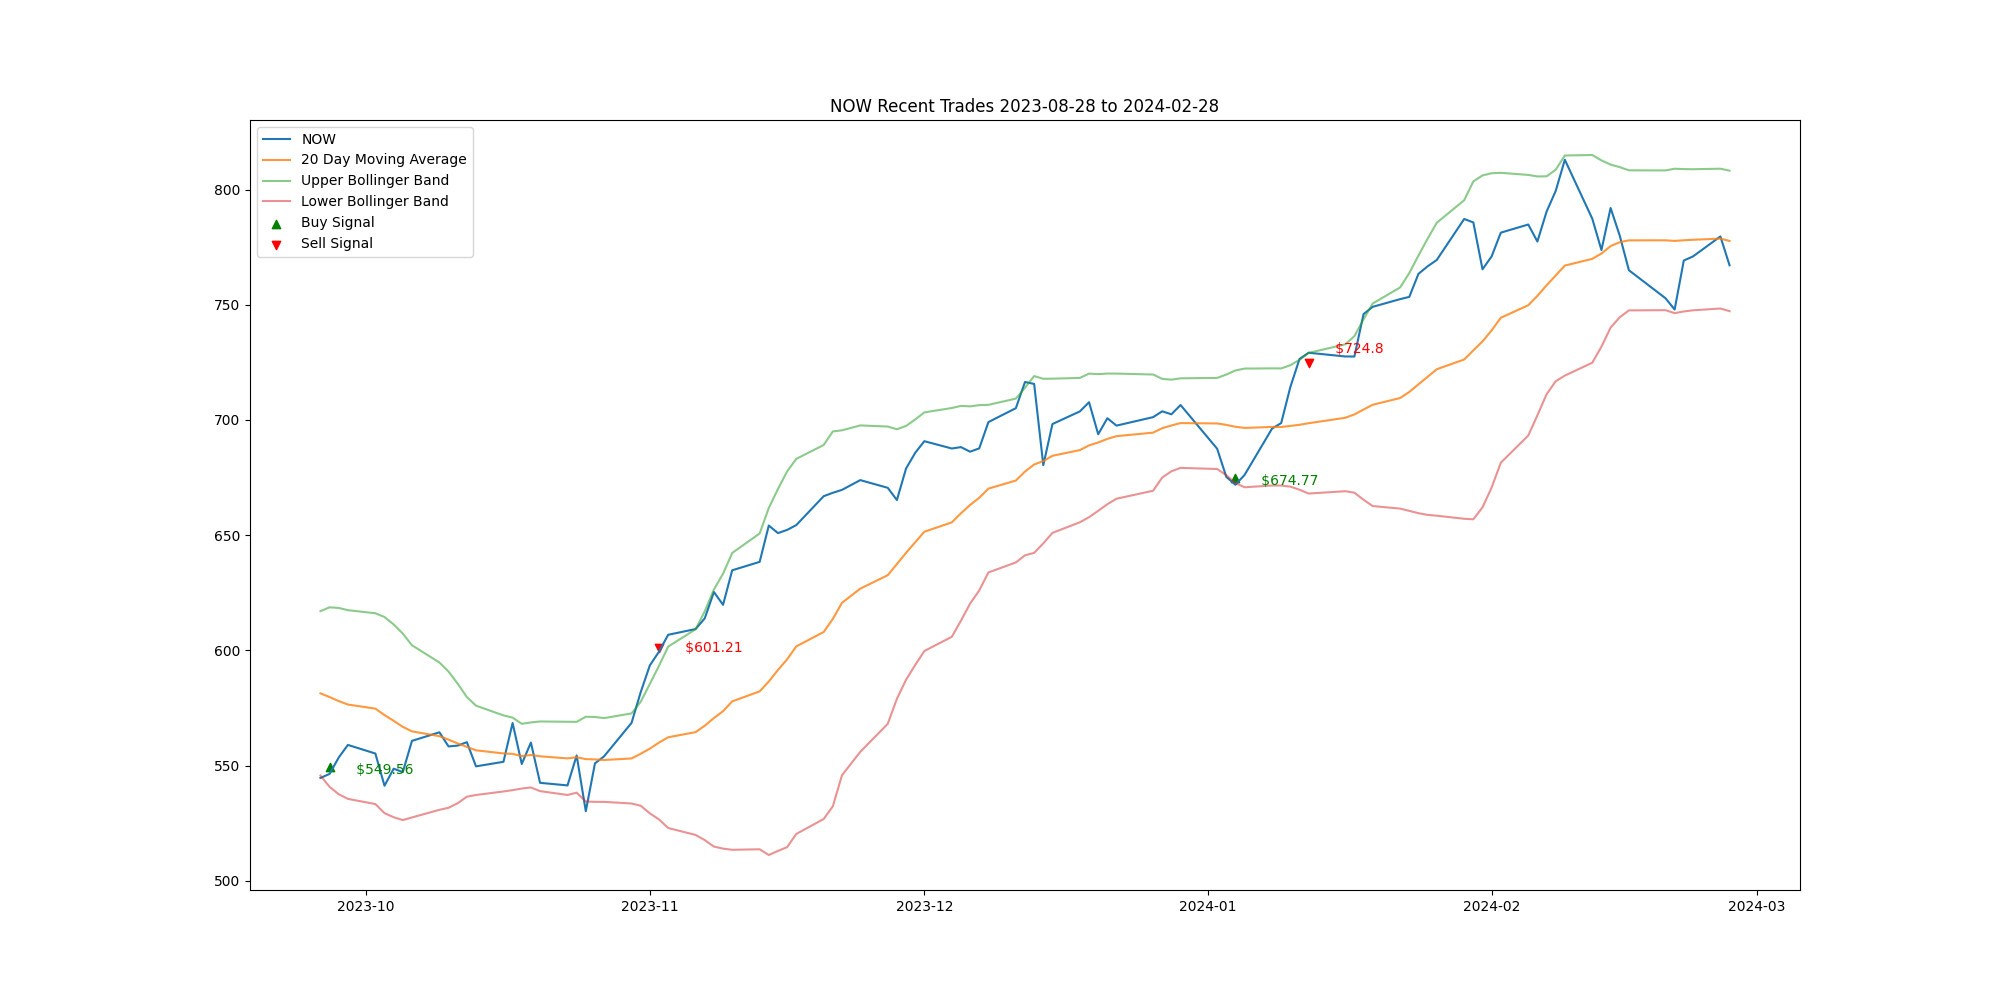 NOW Recent Trades 2023-08-28 to 2024-02-28
NOW
20 Day Moving Average
Upper Bollinger Band
Lower Bollinger Band
Buy Signal
Sell Signal
800
750
700
650
600
550
500
$724.8
$674.77
$601.21
$549.56
2023-10
2023-11
2023-12
2024-01
2024-02
2024-03